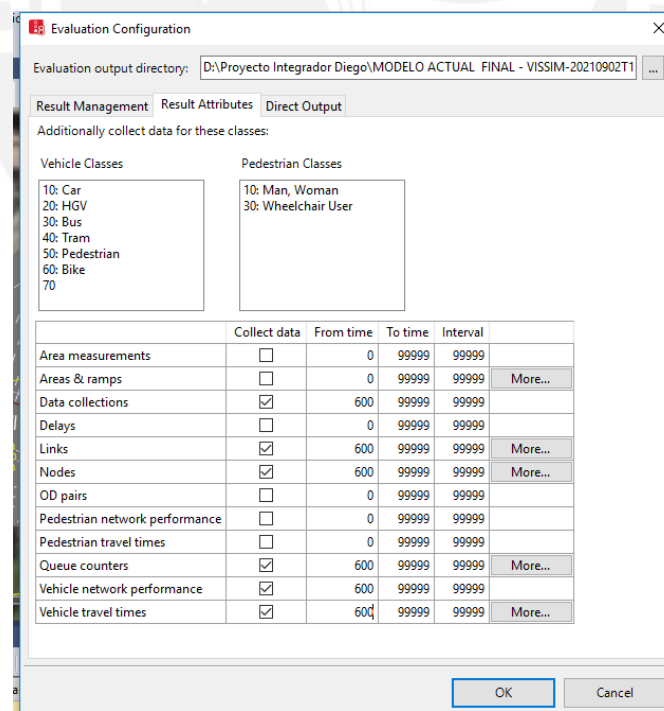 Evaluation Configuration
Evaluation output directory: D:\Proyecto Integrador Diego\MODELO ACTUAL  FINAL - VISSIM-20210902T1 ...
Result Management Result Attributes Direct Output
Additionally collect data for these classes:
Vehicle Classes Pedestrian Classes
10: Car 10: Man, Woman
20: HGV 30: Wheelchair User
30: Bus
40: Tram
50: Pedestrian
60: Bike
70
Collect data From time To time Interval
Area measurements 0 99999 99999
Areas & ramps 0 99999 99999 More...
Data collections 600 99999 99999
Delays 0 99999 99999
Links 600 99999 99999 More...
Nodes 600 99999 99999 More...
OD pairs 0 99999 99999
Pedestrian network performance 0 99999 99999
Pedestrian travel times 0 99999 99999
Queue counters 600 99999 99999 More...
Vehicle network performance 600 99999 99999
Vehicle travel times 600 99999 99999 More...
OK Cancel